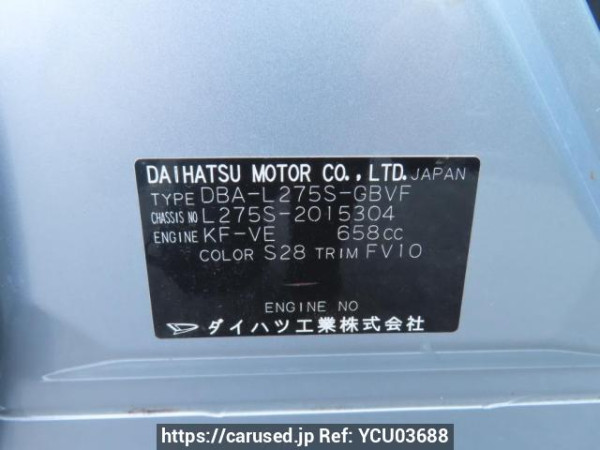 DAIHATSU MOTOR CO., LTD. JAPAN
TYPE DBA-L275S-GBVF
CHASSIS NO L275S-2015304
ENGINE KF-VE 658CC
COLOR S28 TRIM FV10
ENGINE NO
ダイハツ工業株式会社
https://carused.jp Ref: YCU03688